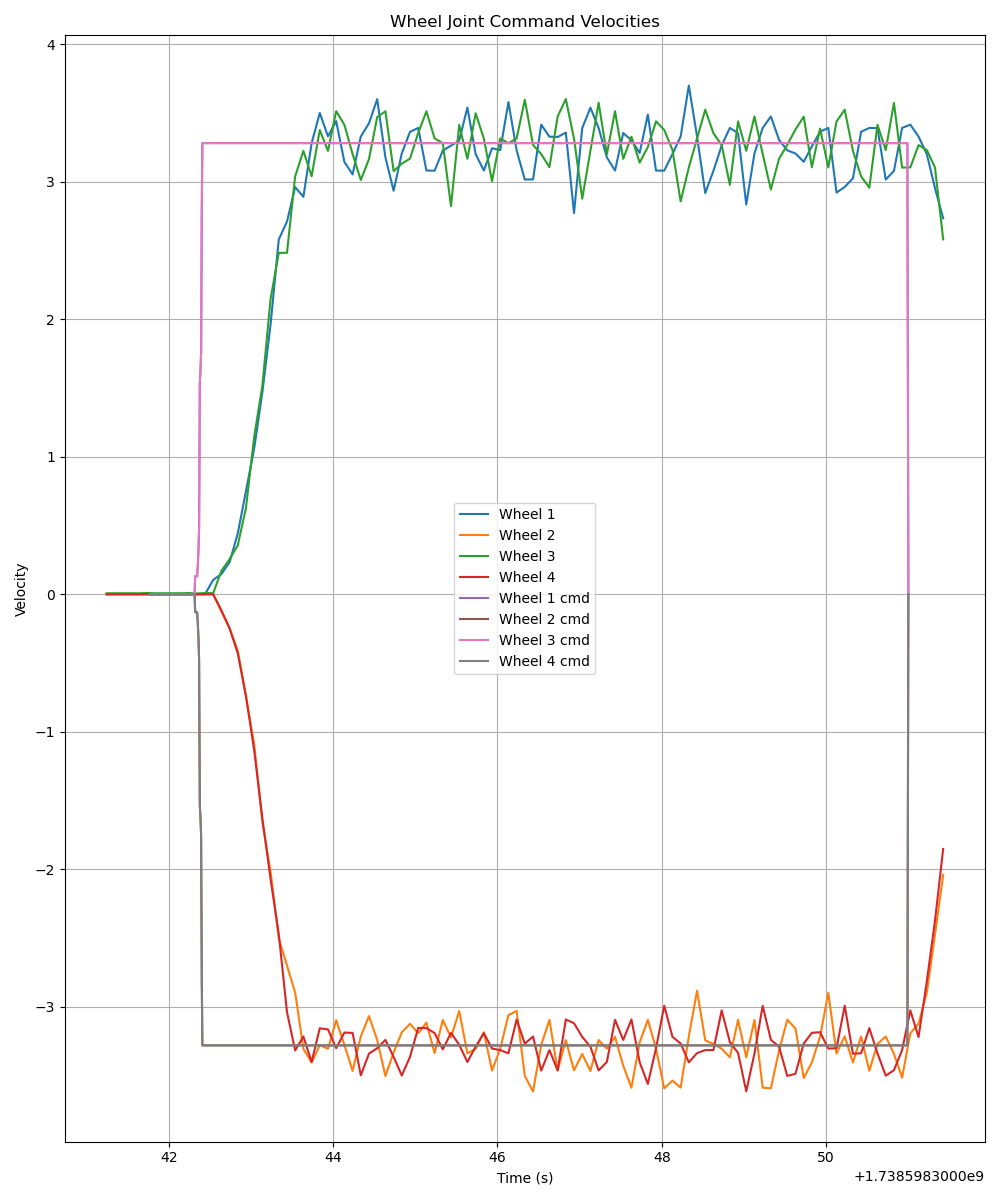 Wheel Joint Command Velocities
4
3
2
1
0
−1
−2
−3
Velocity
Wheel 1
Wheel 2
Wheel 3
Wheel 4
Wheel 1 cmd
Wheel 2 cmd
Wheel 3 cmd
Wheel 4 cmd
42 44 46 48 50
Time (s)
+1.7385983000e9